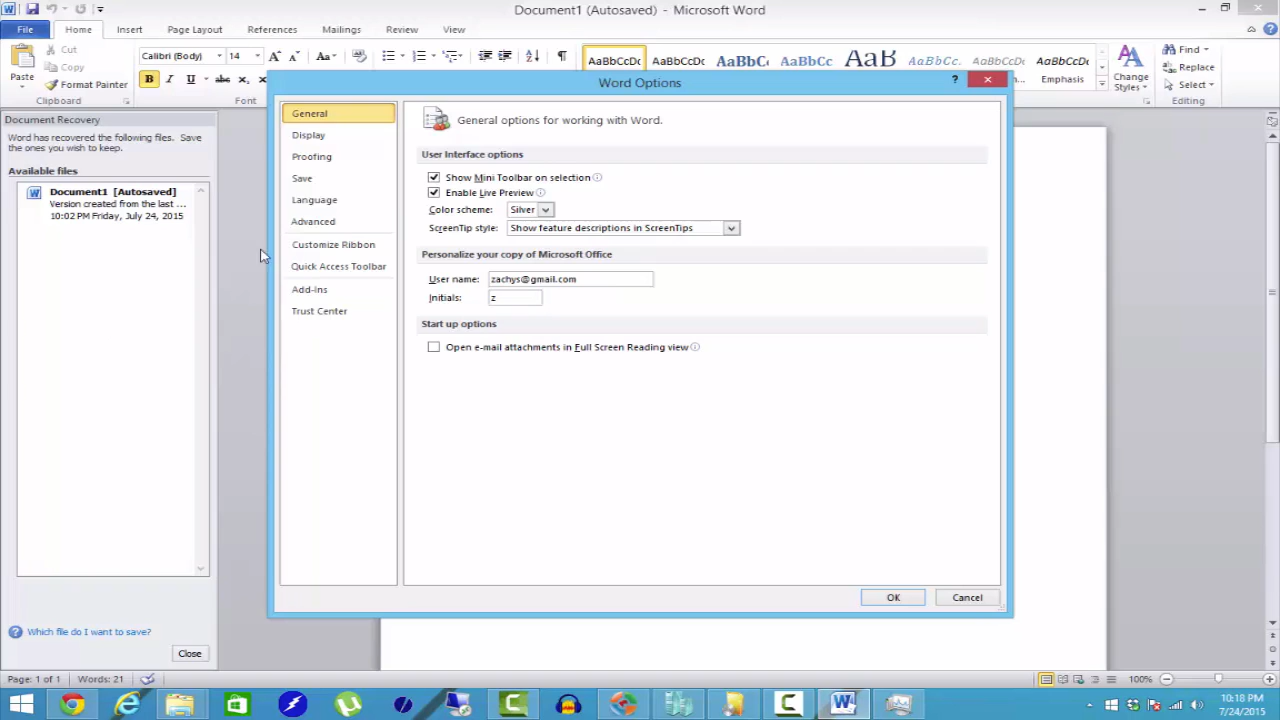 Document1 (Autosaved) - Microsoft Word
File Home Insert Page Layout References Mailings Review View
Cut
Copy
Paste
Format Painter
Clipboard
Calibri (Body) 14
Aa
B I U abc x
Font
AaBbCcDc AaBbCcDc AaBbC AaBbCc AaB AaBbCc. AaBbCcDi AaBbCcDc
Emphasis
Change
Styles
Find
Replace
Select
Editing
Document Recovery
Word has recovered the following files. Save
the ones you wish to keep.
Available files
Document1 [Autosaved]
Version created from the last ...
10:02 PM Friday, July 24, 2015
Which file do I want to save?
Close
Word Options
General
Display
Proofing
Save
Language
Advanced
Customize Ribbon
Quick Access Toolbar
Add-Ins
Trust Center
General options for working with Word.
User Interface options
Show Mini Toolbar on selection
Enable Live Preview
Color scheme: Silver
ScreenTip style: Show feature descriptions in ScreenTips
Personalize your copy of Microsoft Office
User name: zachys@gmail.com
Initials: z
Start up options
Open e-mail attachments in Full Screen Reading view
OK Cancel
Page: 1 of 1 Words: 21
100%
10:18 PM
7/24/2015